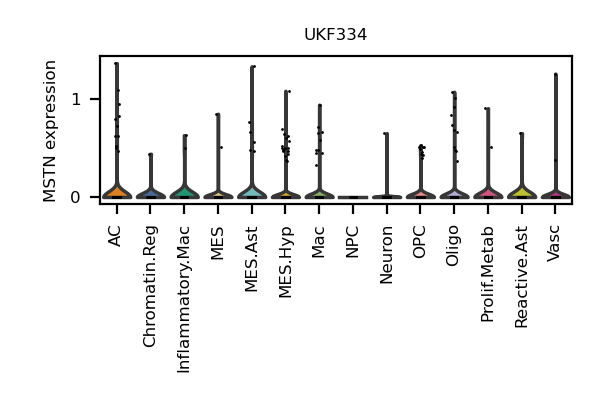 UKF334
MSTN expression
1
0
AC
Chromatin.Reg
Inflammatory.Mac
MES
MES.Ast
MES.Hyp
Mac
NPC
Neuron
OPC
Oligo
Prolif.Metab
Reactive.Ast
Vasc